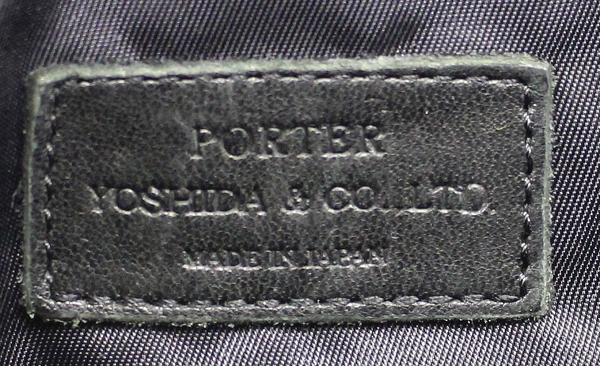 PORTER
YOSHIDA & CO.,LTD.
MADE IN JAPAN